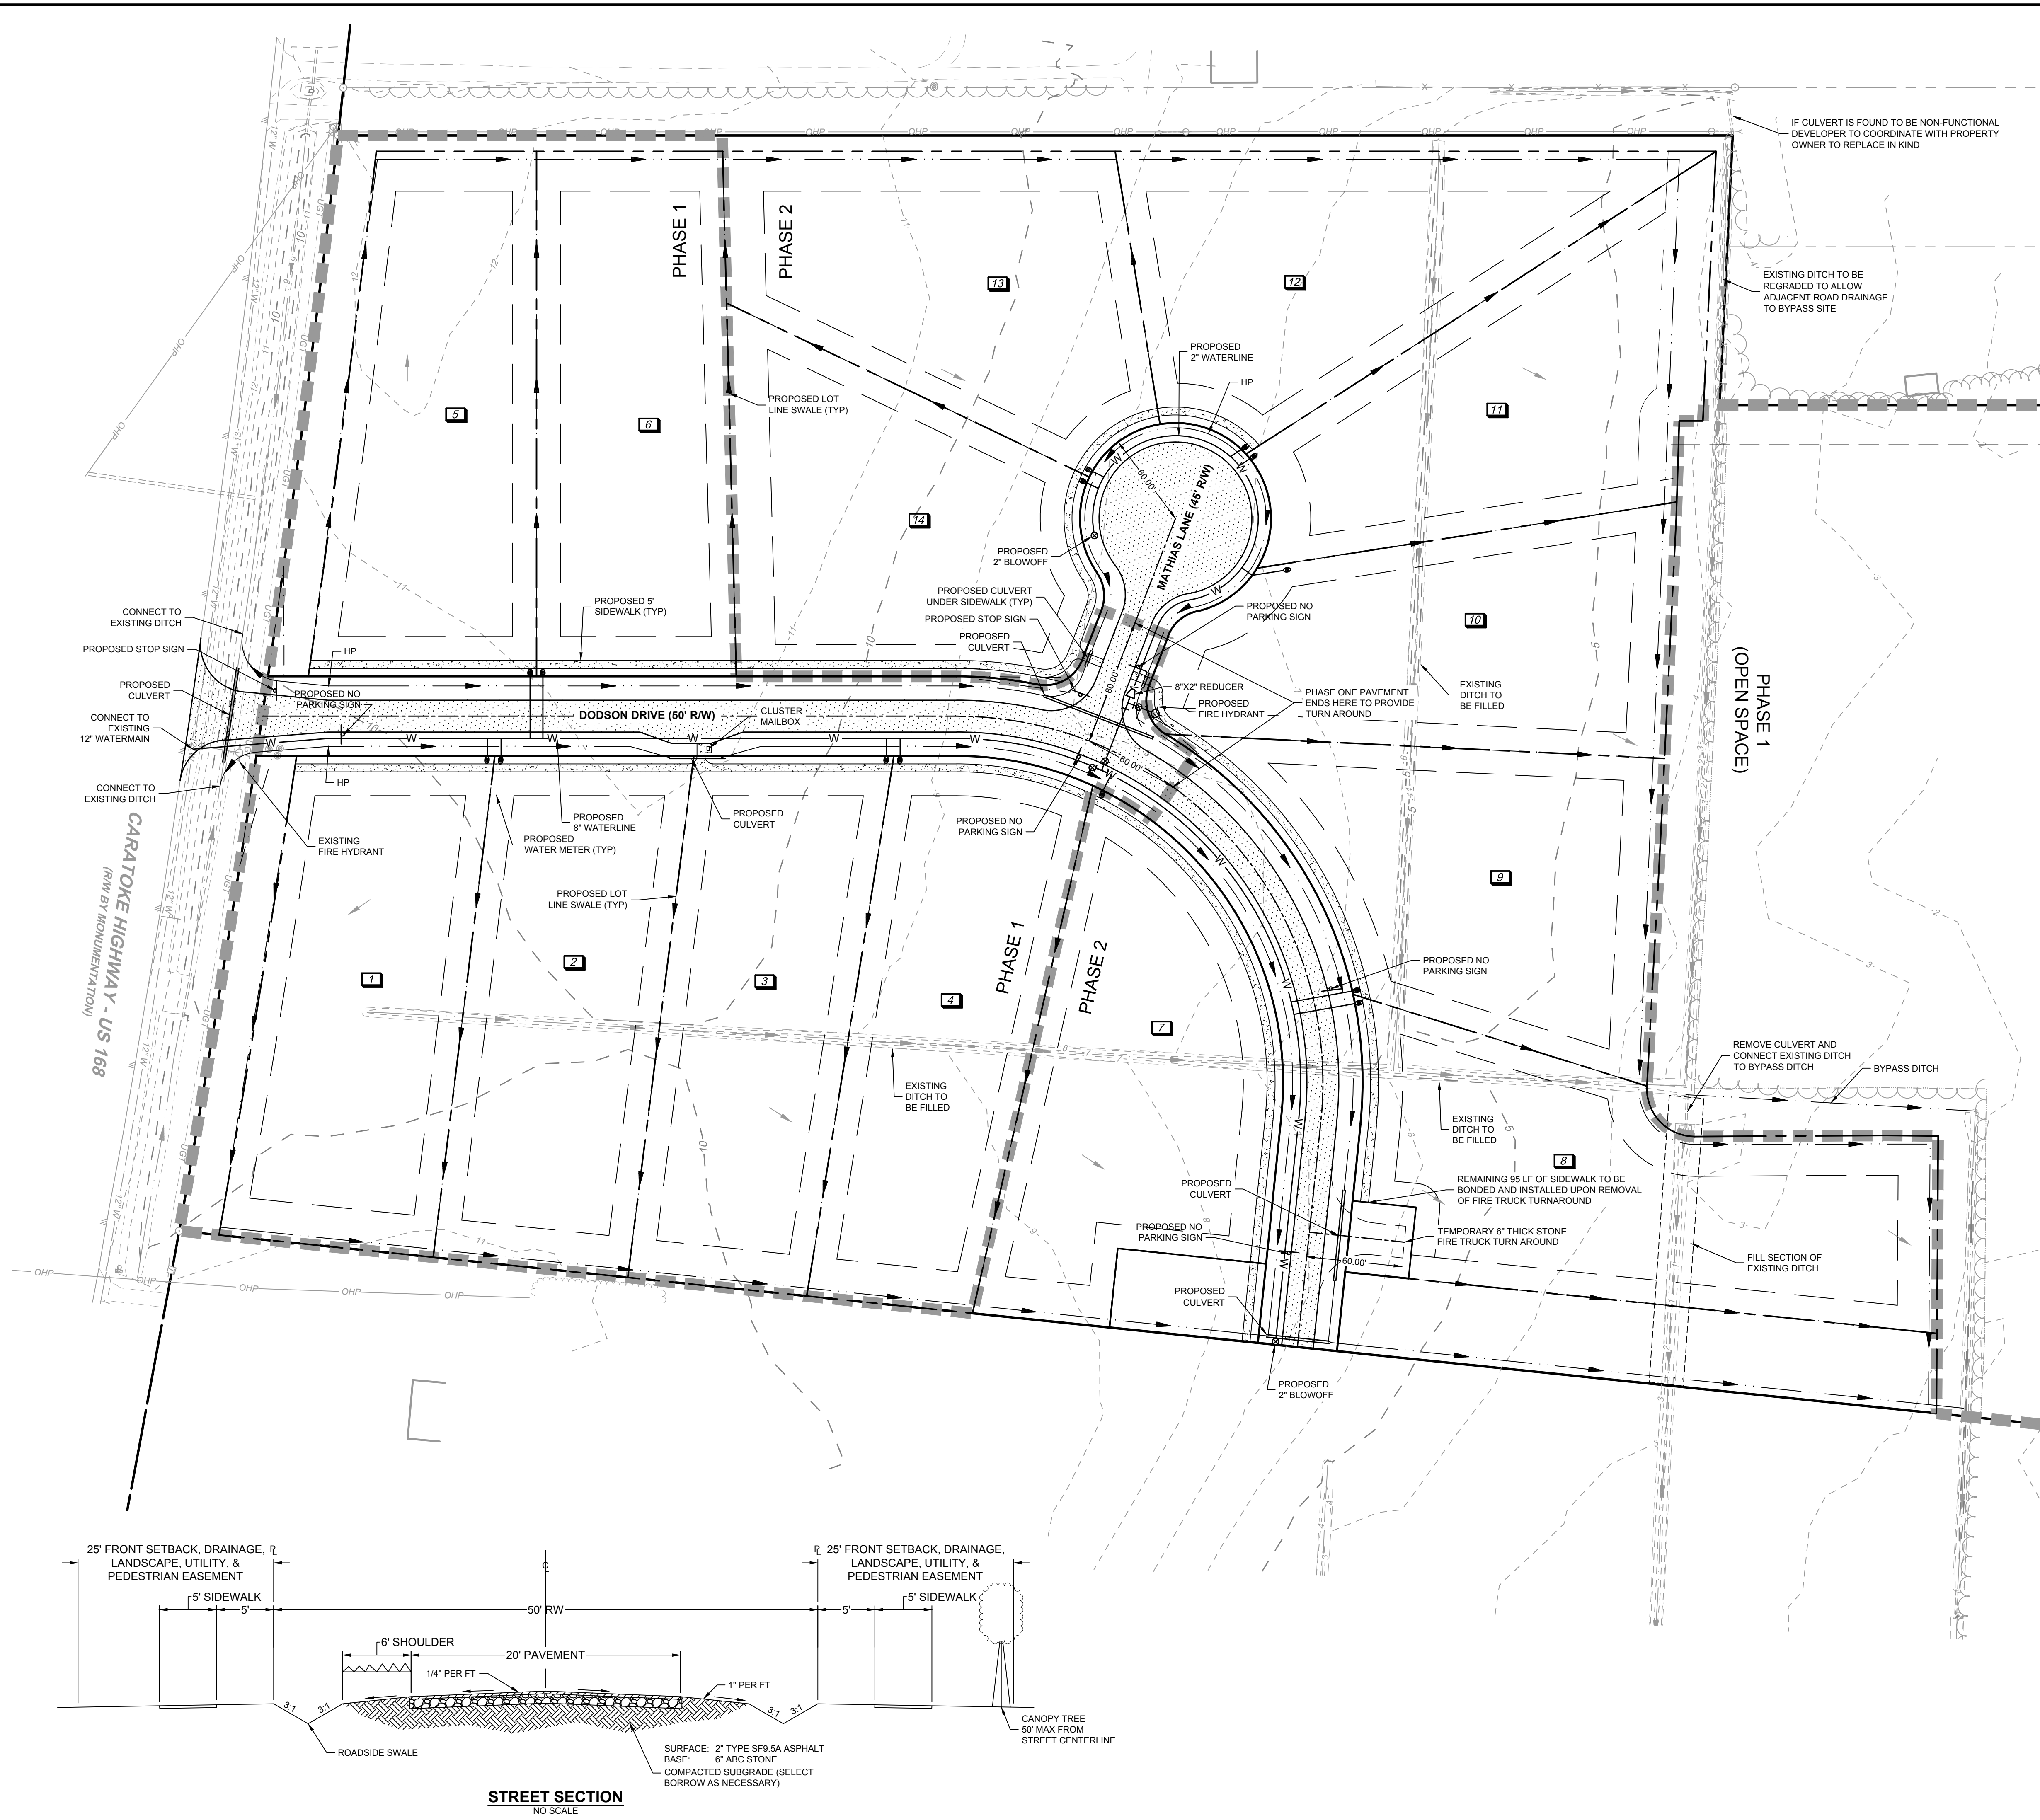 IF CULVERT IS FOUND TO BE NON-FUNCTIONAL
DEVELOPER TO COORDINATE WITH PROPERTY
OWNER TO REPLACE IN KIND
EXISTING DITCH TO BE
REGRADED TO ALLOW
ADJACENT ROAD DRAINAGE
TO BYPASS SITE
PHASE 1
PHASE 2
13
12
11
5
6
14
10
PROPOSED
2" WATERLINE
HP
PROPOSED LOT
LINE SWALE (TYP)
60.00'
MATHIAS LANE (45' R/W)
PROPOSED
2" BLOWOFF
PROPOSED CULVERT
UNDER SIDEWALK (TYP)
PROPOSED STOP SIGN
PROPOSED
CULVERT
PROPOSED NO
PARKING SIGN
PROPOSED 5'
SIDEWALK (TYP)
CONNECT TO
EXISTING DITCH
PROPOSED STOP SIGN
PROPOSED
CULVERT
CONNECT TO
EXISTING
12" WATERMAIN
CONNECT TO
EXISTING DITCH
HP
PROPOSED NO
PARKING SIGN
DODSON DRIVE (50' R/W)
CLUSTER
MAILBOX
80.00'
8"X2" REDUCER
PROPOSED
FIRE HYDRANT
PHASE ONE PAVEMENT
ENDS HERE TO PROVIDE
TURN AROUND
EXISTING
DITCH TO
BE FILLED
PHASE 1
(OPEN SPACE)
HP
60.00'
EXISTING
FIRE HYDRANT
PROPOSED
8" WATERLINE
PROPOSED
WATER METER (TYP)
PROPOSED
CULVERT
PROPOSED NO
PARKING SIGN
PROPOSED LOT
LINE SWALE (TYP)
CARATOKE HIGHWAY - US 168
(R/W BY MONUMENTATION)
1
2
3
4
PHASE 1
PHASE 2
7
9
PROPOSED NO
PARKING SIGN
EXISTING
DITCH TO
BE FILLED
EXISTING
DITCH TO
BE FILLED
REMOVE CULVERT AND
CONNECT EXISTING DITCH
TO BYPASS DITCH
BYPASS DITCH
8
REMAINING 95 LF OF SIDEWALK TO BE
BONDED AND INSTALLED UPON REMOVAL
OF FIRE TRUCK TURNAROUND
PROPOSED
CULVERT
PROPOSED NO
PARKING SIGN
TEMPORARY 6" THICK STONE
FIRE TRUCK TURN AROUND
60.00'
FILL SECTION OF
EXISTING DITCH
PROPOSED
CULVERT
PROPOSED
2" BLOWOFF
25' FRONT SETBACK, DRAINAGE,
LANDSCAPE, UTILITY, &
PEDESTRIAN EASEMENT
25' FRONT SETBACK, DRAINAGE,
LANDSCAPE, UTILITY, &
PEDESTRIAN EASEMENT
5' SIDEWALK
5'
50' RW
5'
5' SIDEWALK
6' SHOULDER
20' PAVEMENT
1/4" PER FT
1" PER FT
3:1
3:1
3:1
3:1
ROADSIDE SWALE
SURFACE: 2" TYPE SF9.5A ASPHALT
BASE: 6" ABC STONE
COMPACTED SUBGRADE (SELECT
BORROW AS NECESSARY)
CANOPY TREE
50' MAX FROM
STREET CENTERLINE
STREET SECTION
NO SCALE